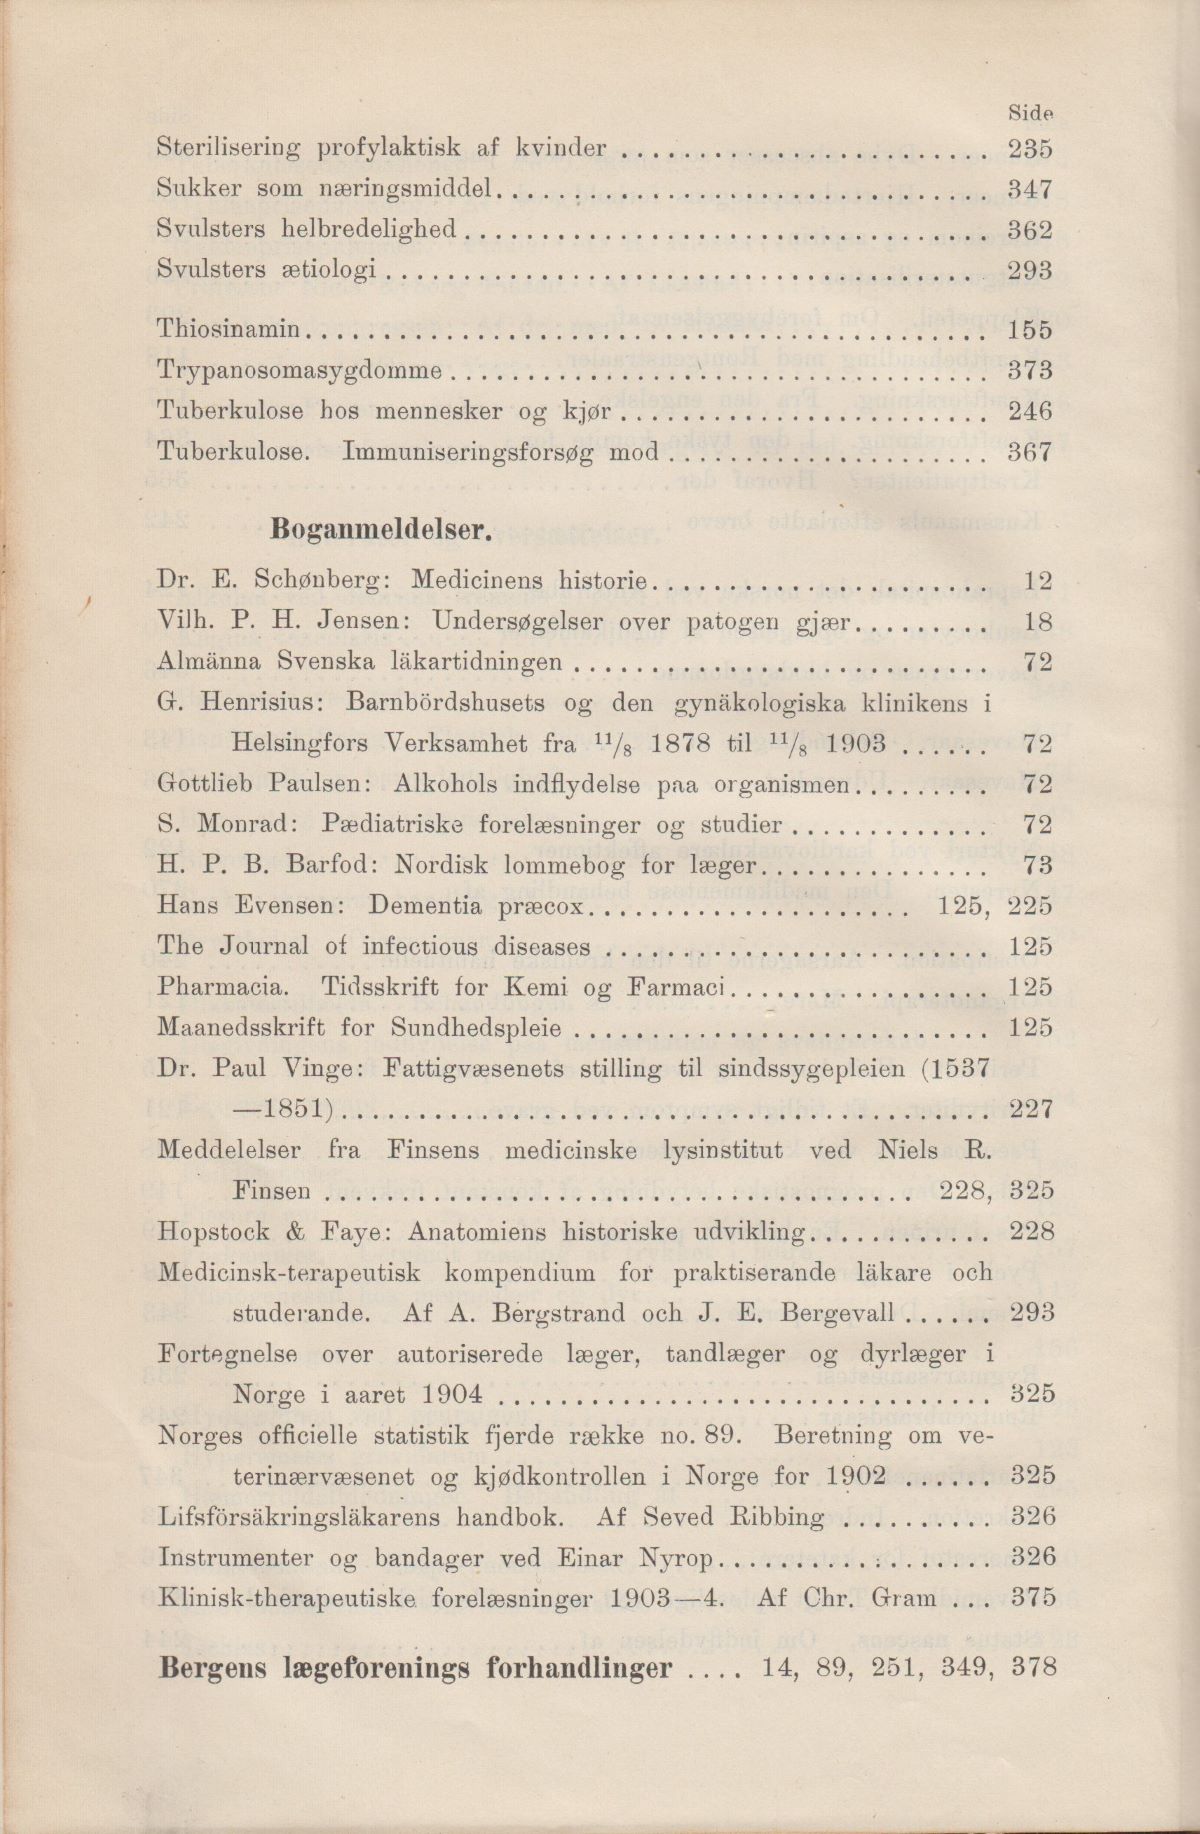 Side
Sterilisering profylaktisk af kvinder ........................ 235
Sukker som næringsmiddel................................ 347
Svulsters helbredelighed.................................. 362
Svulsters ætiologi...................................... 293
Thiosinamin............................................ 155
Trypanosomasygdomme.................................. 373
Tuberkulose hos mennesker og kjør........................ 246
Tuberkulose. Immuniseringsforsøg mod..................... 367
Boganmeldelser.
Dr. E. Schønberg: Medicinens historie...................... 12
Vilh. P. H. Jensen: Undersøgelser over patogen gjær......... 18
Almänna Svenska läkartidningen ........................... 72
G. Henrisius: Barnbördshusets og den gynäkologiska klinikens i
Helsingfors Verksamhet fra 11/8 1878 til 11/8 1903 ...... 72
Gottlieb Paulsen: Alkohols indflydelse paa organismen......... 72
S. Monrad: Pædiatriske forelæsninger og studier............. 72
H. P. B. Barfod: Nordisk lommebog for læger............... 73
Hans Evensen: Dementia præcox..................... 125, 225
The Journal of infectious diseases ......................... 125
Pharmacia. Tidsskrift for Kemi og Farmaci................. 125
Maanedsskrift for Sundhedspleie ........................... 125
Dr. Paul Vinge: Fattigvæsenets stilling til sindssygepleien (1537
—1851).......................................... 227
Meddelelser fra Finsens medicinske lysinstitut ved Niels R.
Finsen ...................................... 228, 325
Hopstock & Faye: Anatomiens historiske udvikling............ 228
Medicinsk-terapeutisk kompendium for praktiserande läkare och
studerande. Af A. Bergstrand och J. E. Bergevall ...... 293
Fortegnelse over autoriserede læger, tandlæger og dyrlæger i
Norge i aaret 1904 ................................ 325
Norges officielle statistik fjerde række no. 89. Beretning om ve-
terinærvæsenet og kjødkontrollen i Norge for 1902 ...... 325
Lifsförsäkringsläkarens handbok. Af Seved Ribbing .......... 326
Instrumenter og bandager ved Einar Nyrop.................. 326
Klinisk-therapeutiske forelæsninger 1903—4. Af Chr. Gram ... 375
Bergens lægeforenings forhandlinger .... 14, 89, 251, 349, 378